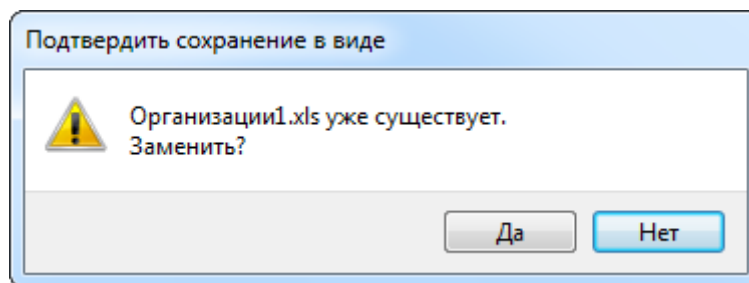 Подтвердить сохранение в виде
Организации1.xls уже существует.
Заменить?
Да
Нет